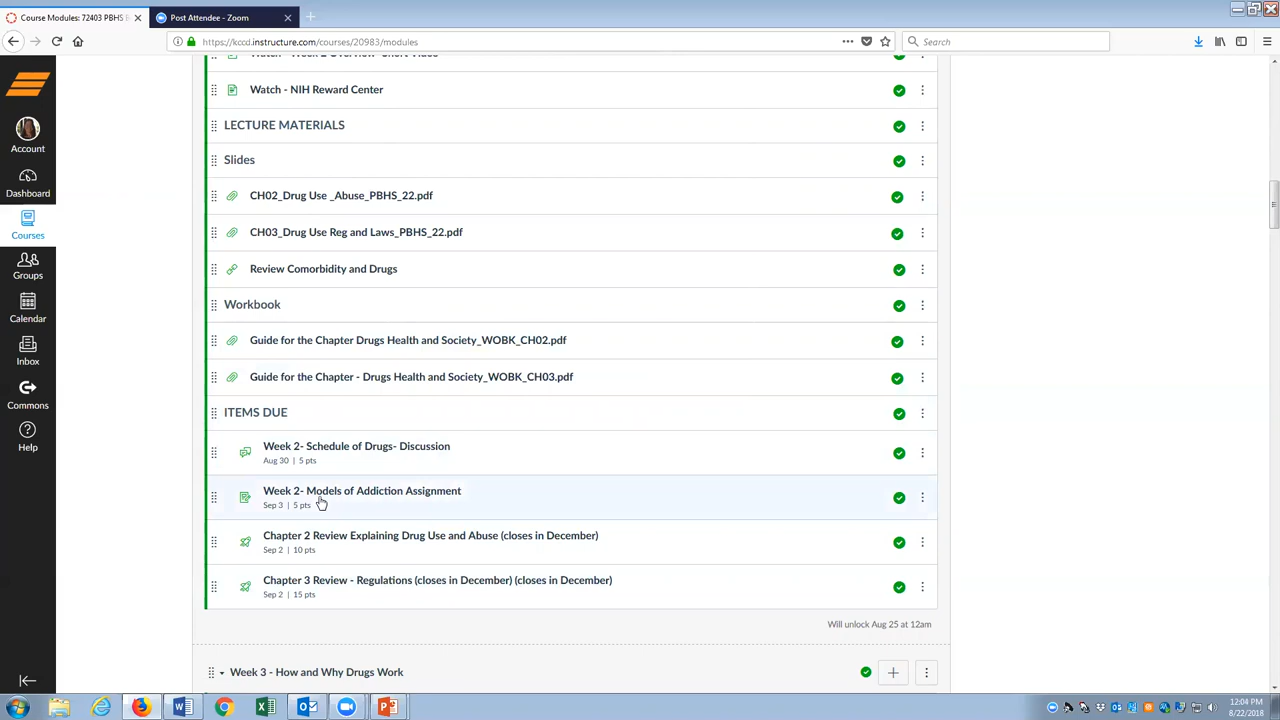 Course Modules: 72403 PBHS B
Post Attendee - Zoom
https://kccd.instructure.com/courses/20983/modules
Search
Watch - Week 2 Overview- Short Video
Account
Dashboard
Courses
Groups
Calendar
Inbox
Commons
Help
Watch - NIH Reward Center
LECTURE MATERIALS
Slides
CH02_Drug Use _Abuse_PBHS_22.pdf
CH03_Drug Use Reg and Laws_PBHS_22.pdf
Review Comorbidity and Drugs
Workbook
Guide for the Chapter Drugs Health and Society_WOBK_CH02.pdf
Guide for the Chapter - Drugs Health and Society_WOBK_CH03.pdf
ITEMS DUE
Week 2- Schedule of Drugs- Discussion
Aug 30 | 5 pts
Week 2- Models of Addiction Assignment
Sep 3 | 5 pts
Chapter 2 Review Explaining Drug Use and Abuse (closes in December)
Sep 2 | 10 pts
Chapter 3 Review - Regulations (closes in December) (closes in December)
Sep 2 | 15 pts
Will unlock Aug 25 at 12am
Week 3 - How and Why Drugs Work
12:04 PM
8/22/2018